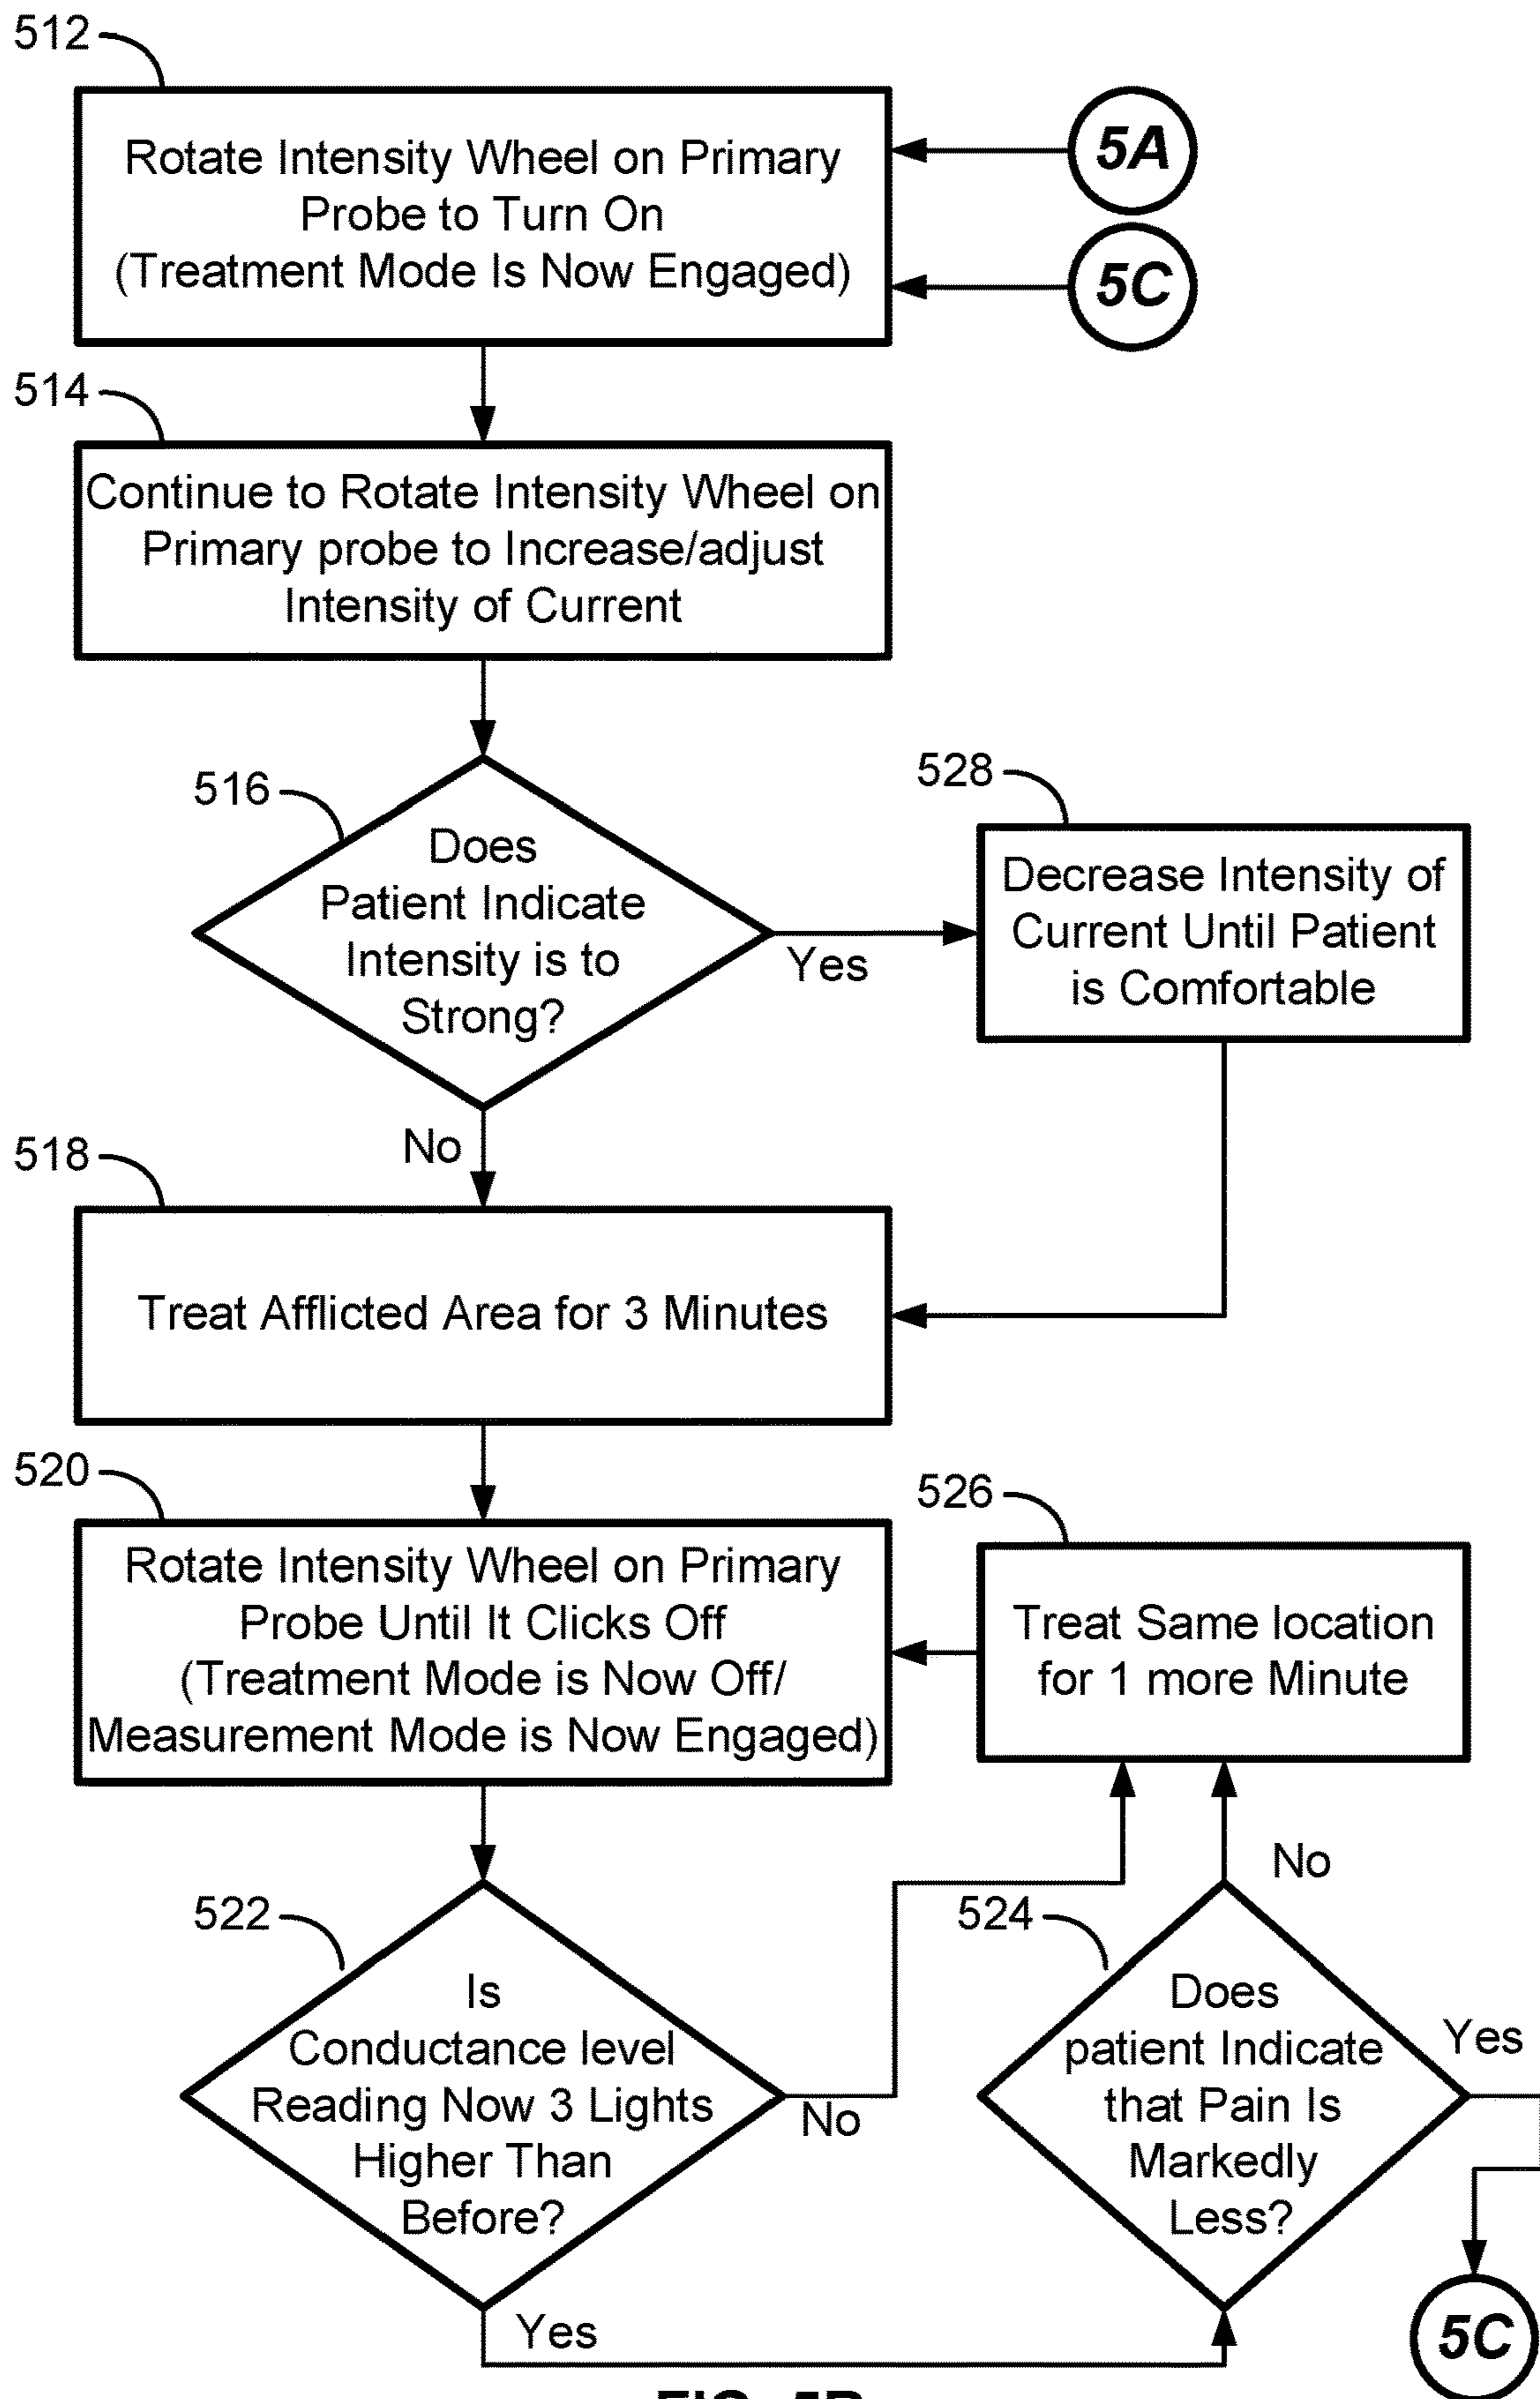 512
Rotate Intensity Wheel on Primary
Probe to Turn On
(Treatment Mode Is Now Engaged)
5A
5C
514
Continue to Rotate Intensity Wheel on
Primary probe to Increase/adjust
Intensity of Current
516
Does
Patient Indicate
Intensity is to
Strong?
Yes
No
528
Decrease Intensity of
Current Until Patient
is Comfortable
518
Treat Afflicted Area for 3 Minutes
520
Rotate Intensity Wheel on Primary
Probe Until It Clicks Off
(Treatment Mode is Now Off/
Measurement Mode is Now Engaged)
526
Treat Same location
for 1 more Minute
522
Is
Conductance level
Reading Now 3 Lights
Higher Than
Before?
No
Yes
524
Does
patient Indicate
that Pain Is
Markedly
Less?
No
Yes
5C